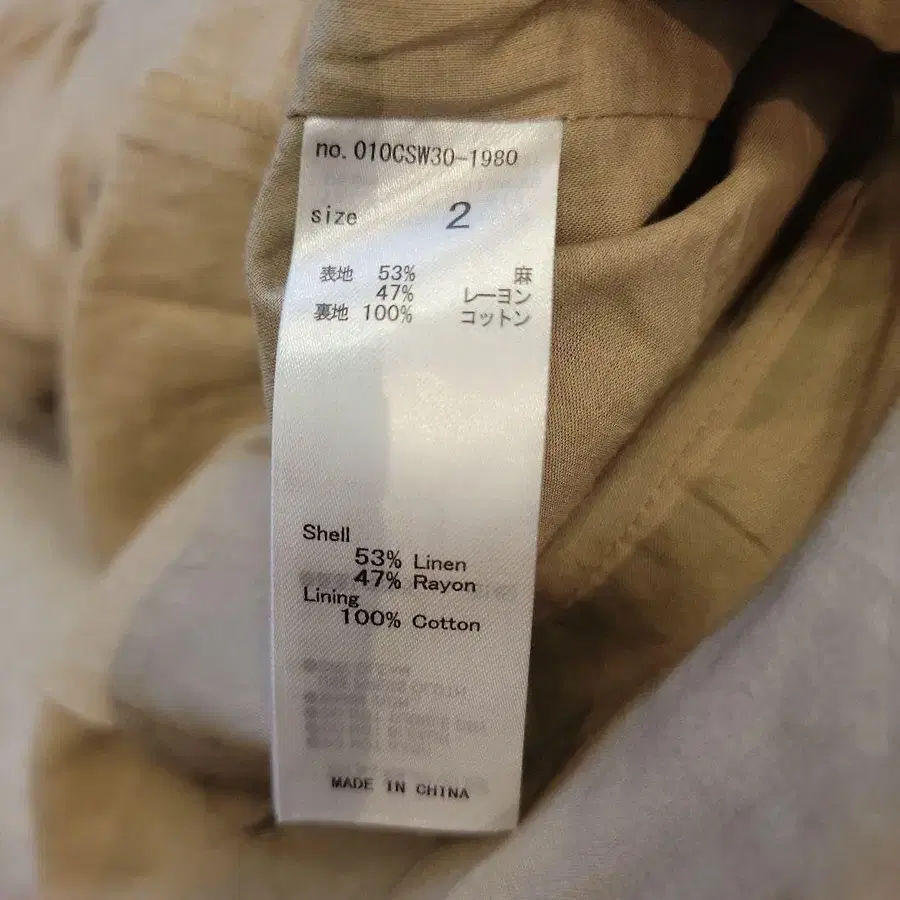 no. 010CSW30-1980
size 2
表地 53% 麻
47% レーヨン
裏地 100% コットン
Shell
53% Linen
47% Rayon
Lining
100% Cotton
MADE IN CHINA